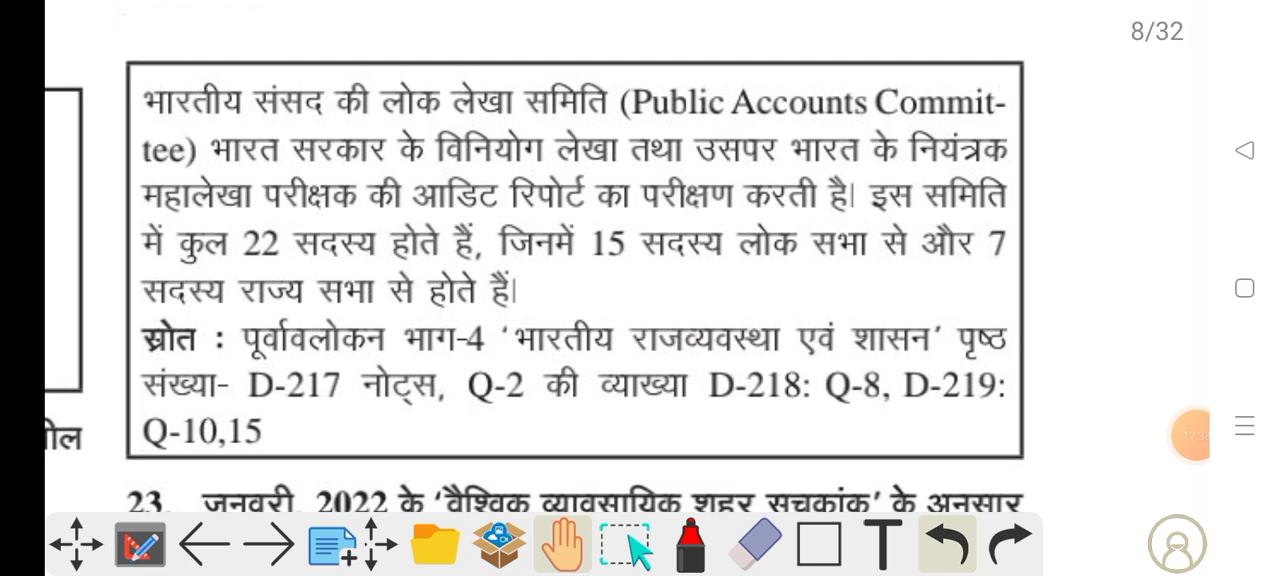 8/32
भारतीय संसद की लोक लेखा समिति (Public Accounts Commit-
tee) भारत सरकार के विनियोग लेखा तथा उसपर भारत के नियंत्रक
महालेखा परीक्षक की आडिट रिपोर्ट का परीक्षण करती है। इस समिति
में कुल 22 सदस्य होते हैं, जिनमें 15 सदस्य लोक सभा से और 7
सदस्य राज्य सभा से होते हैं।
स्रोत : पूर्वावलोकन भाग-4 ‘भारतीय राजव्यवस्था एवं शासन’ पृष्ठ
संख्या- D-217 नोट्स, Q-2 की व्याख्या D-218: Q-8, D-219:
Q-10,15
17:38
23. जनवरी, 2022 के ‘वैश्विक व्यावसायिक शहर सूचकांक’ के अनुसार
T